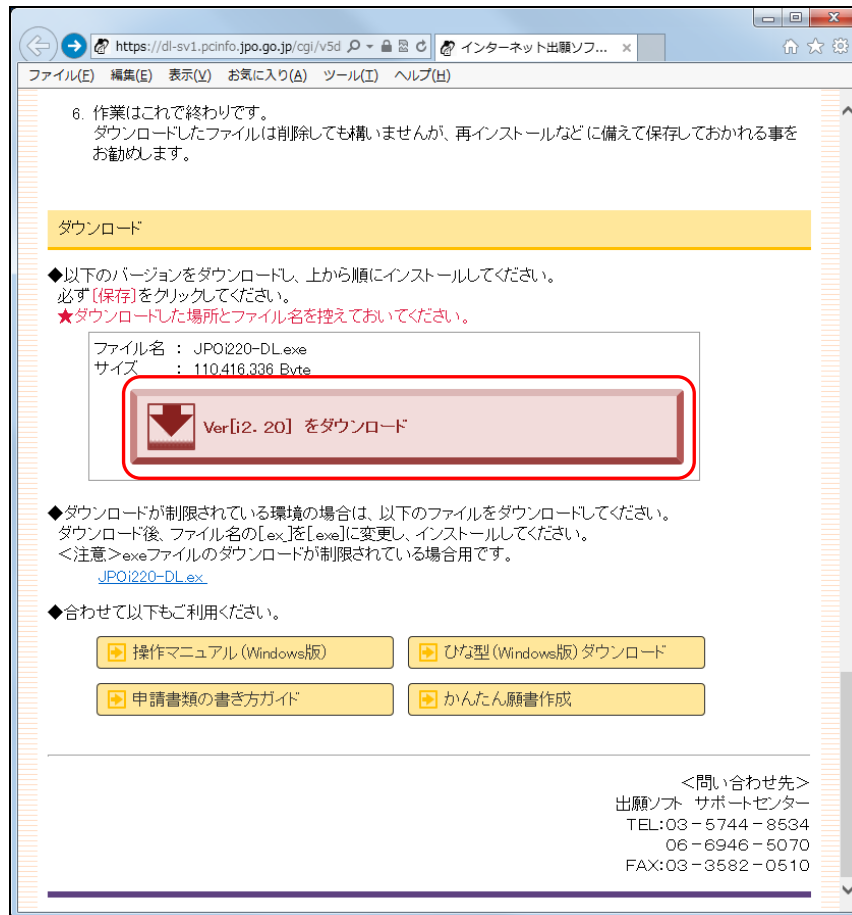 https://dl-sv1.pcinfo.jpo.go.jp/cgi/v5d
インターネット出願ソフ...
ファイル(F) 編集(E) 表示(V) お気に入り(A) ツール(T) ヘルプ(H)
6. 作業はこれで終わりです。
ダウンロードしたファイルは削除しても構いませんが、再インストールなどに備えて保存しておかれる事を
お勧めします。
ダウンロード
◆以下のバージョンをダウンロードし、上から順にインストールしてください。
必ず[保存]をクリックしてください。
★ダウンロードした場所とファイル名を控えておいてください。
ファイル名 : JPOi220-DL.exe
サイズ : 110,416,336 Byte
Ver[i2. 20] をダウンロード
◆ダウンロードが制限されている環境の場合は、以下のファイルをダウンロードしてください。
ダウンロード後、ファイル名の[.ex_]を[.exe]に変更し、インストールしてください。
<注意>exeファイルのダウンロードが制限されている場合用です。
JPOi220-DL.ex_
◆合わせて以下もご利用ください。
操作マニュアル(Windows版) ひな型(Windows版)ダウンロード
申請書類の書き方ガイド かんたん願書作成
<問い合わせ先>
出願ソフト サポートセンター
TEL:03-5744-8534
06-6946-5070
FAX:03-3582-0510